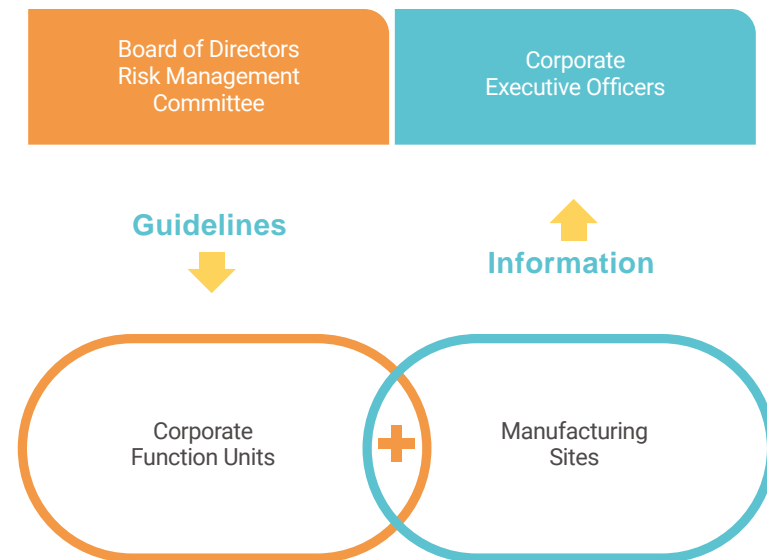 Board of Directors
Risk Management
Committee
Corporate
Executive Officers
Guidelines
Information
Corporate
Function Units
+
Manufacturing
Sites